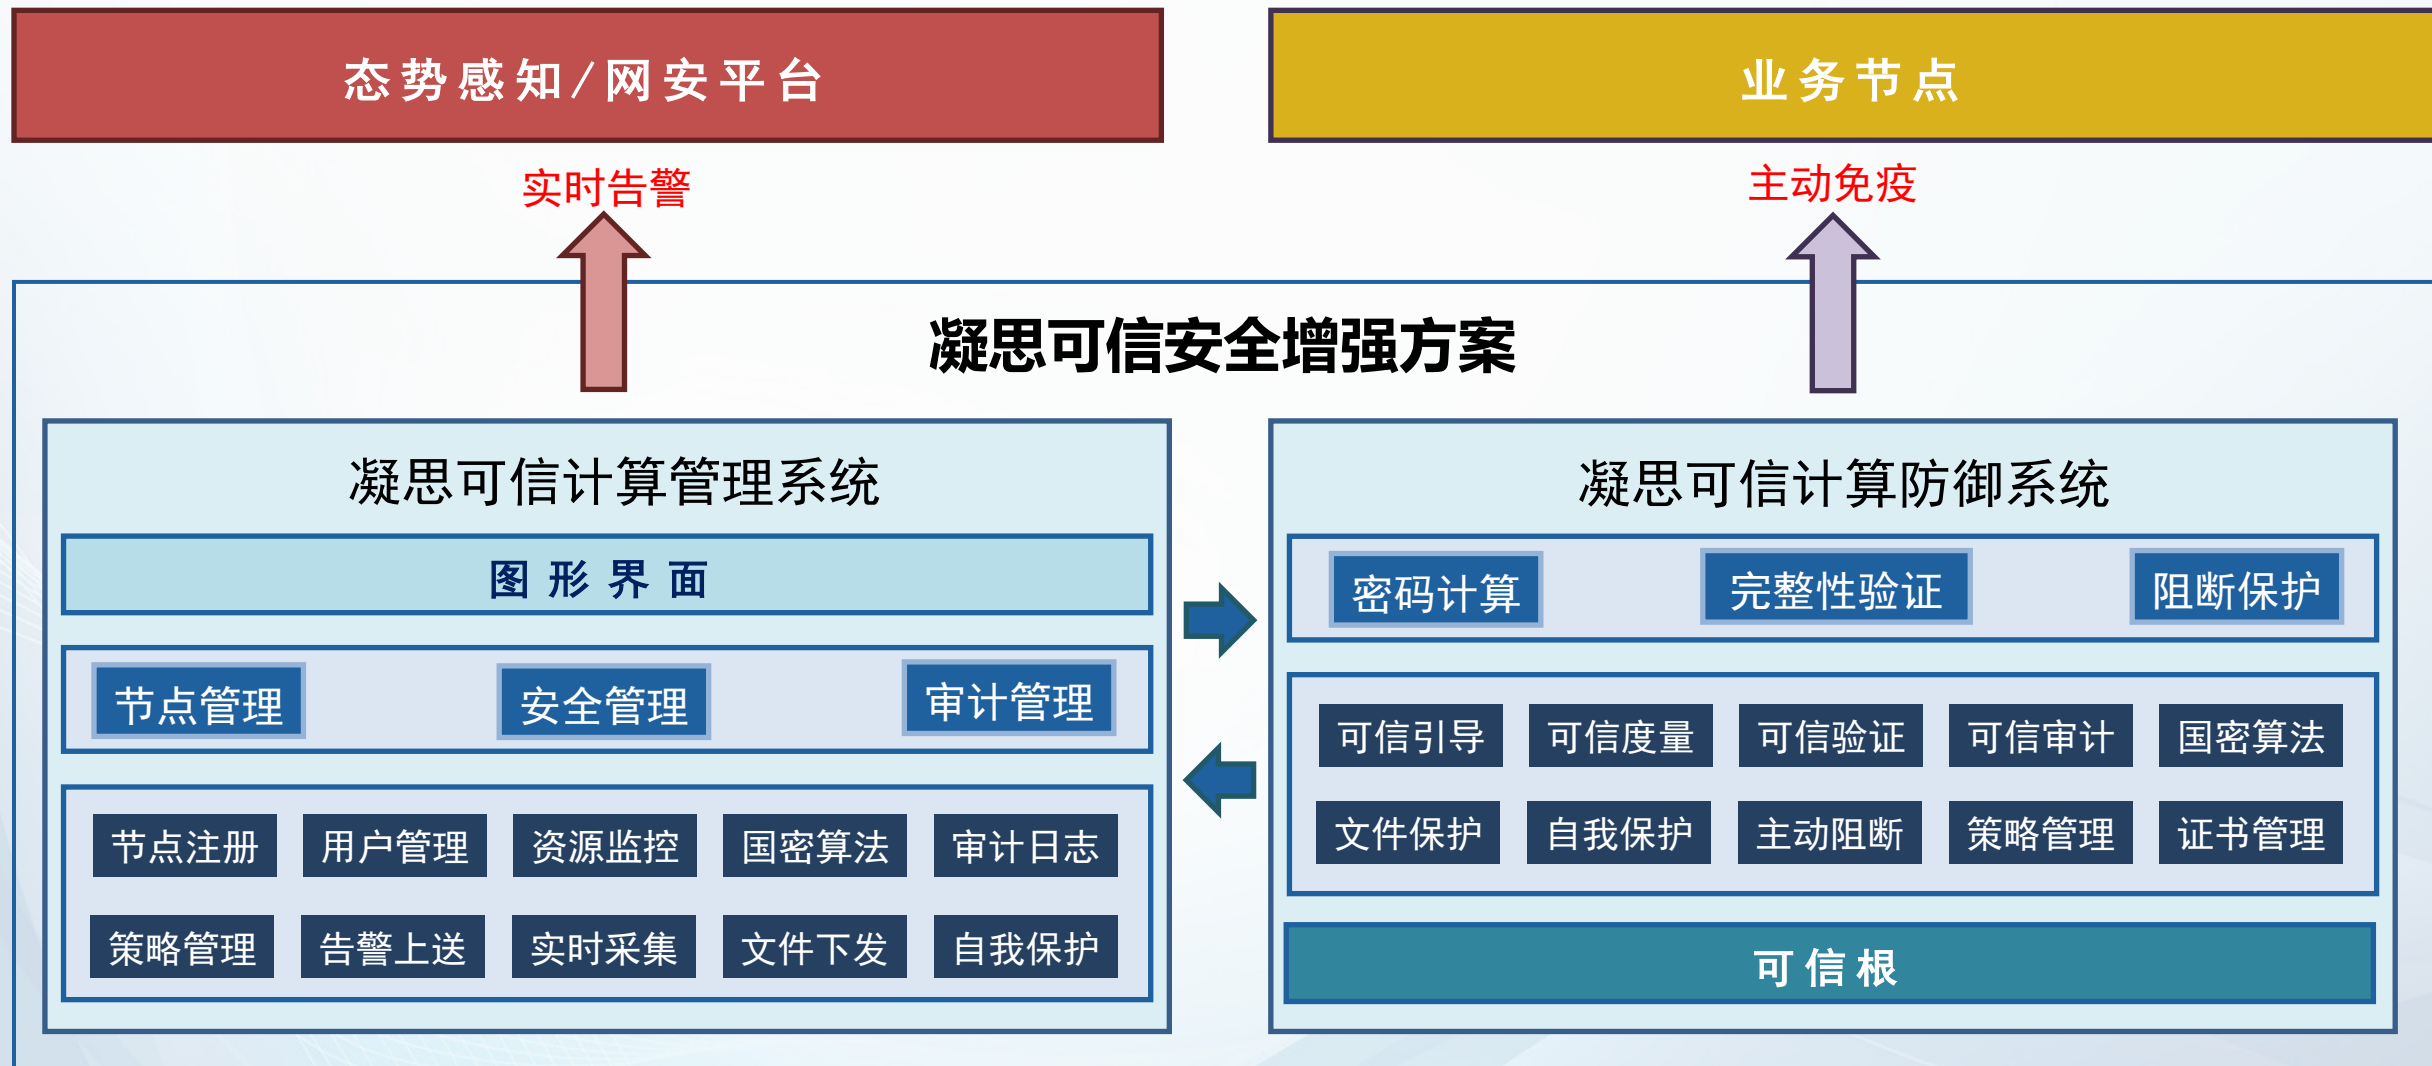 态势感知/网安平台
业务节点
实时告警
主动免疫
凝思可信安全增强方案
凝思可信计算管理系统
图形界面
节点管理 安全管理 审计管理
节点注册 用户管理 资源监控 国密算法 审计日志
策略管理 告警上送 实时采集 文件下发 自我保护
凝思可信计算防御系统
密码计算 完整性验证 阻断保护
可信引导 可信度量 可信验证 可信审计 国密算法
文件保护 自我保护 主动阻断 策略管理 证书管理
可信根